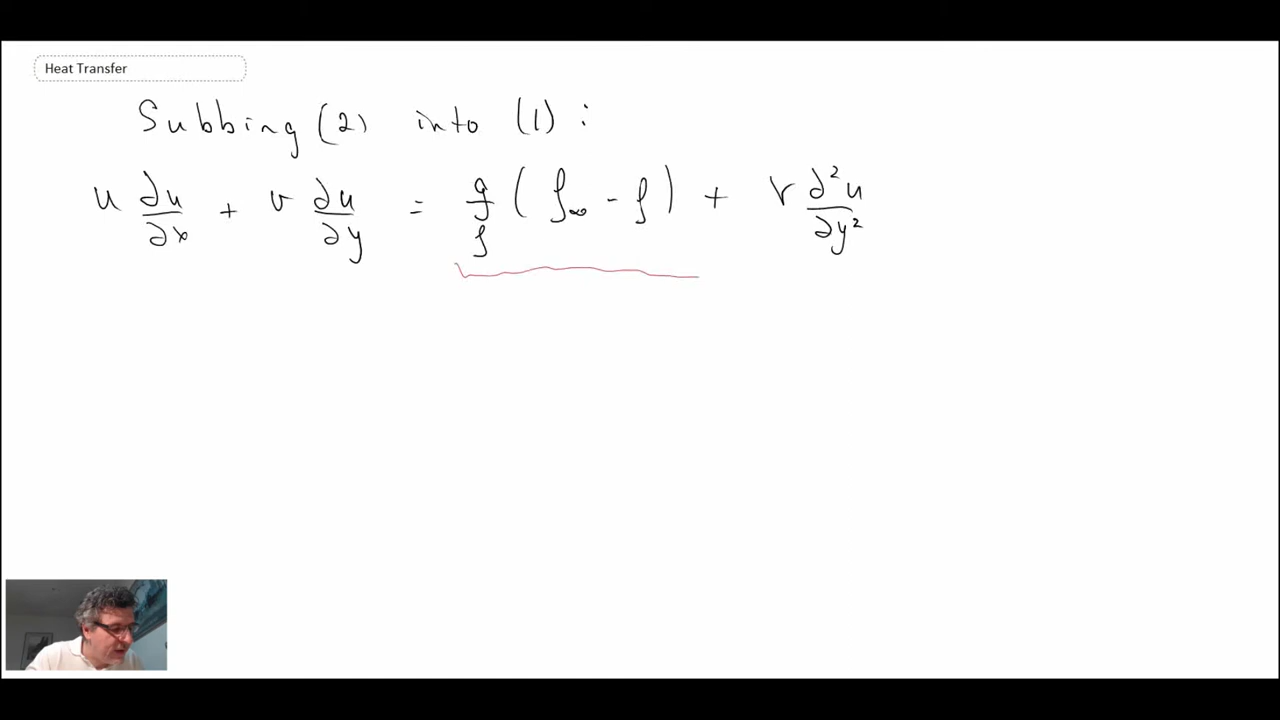 Heat Transfer
Subbing (2) into (1) :
u ∂u/∂x + v ∂u/∂y = g/ρ ( ρ∞ - ρ ) + ν ∂²u/∂y²